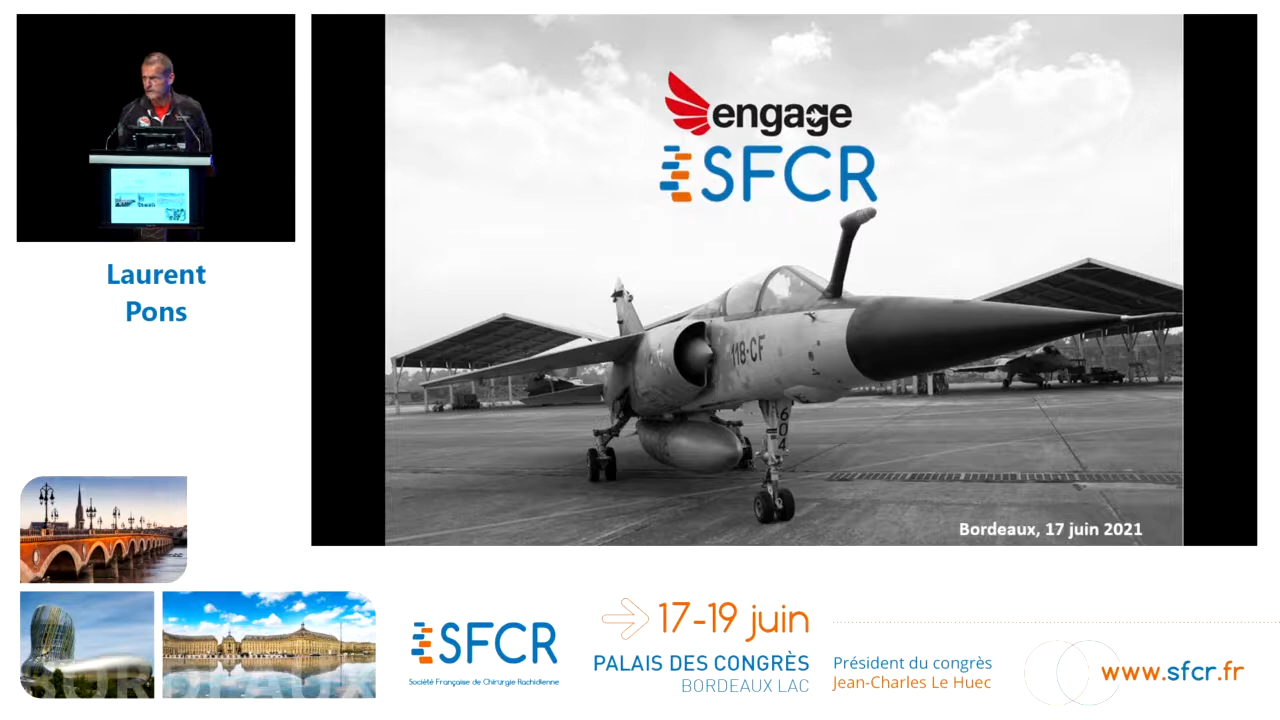 Laurent
Pons
engage
SFCR
118-CF
604
Bordeaux, 17 juin 2021
BORDEAUX
SFCR
Société Française de Chirurgie Rachidienne
17-19 juin
PALAIS DES CONGRÈS
BORDEAUX LAC
Président du congrès
Jean-Charles Le Huec
www.sfcr.fr